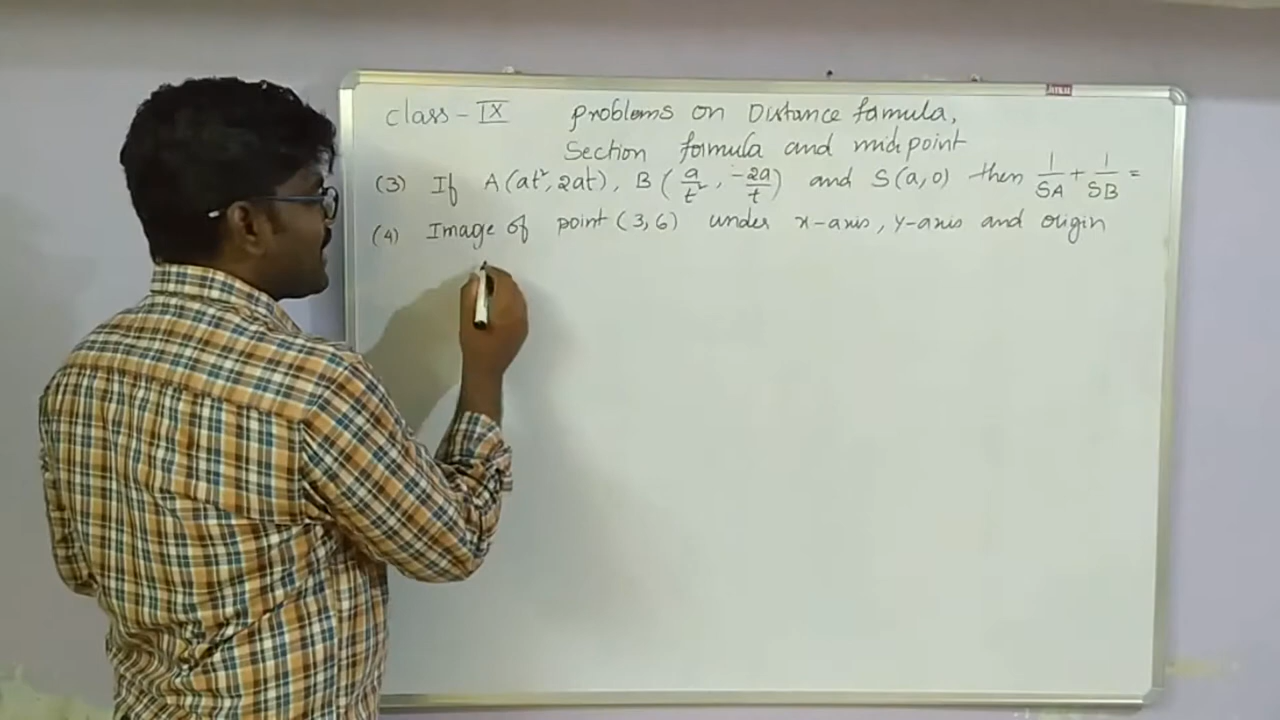 class - IX problems on Distance formula,
Section formula and midpoint
(3) If A(at², 2at), B(a/t², -2a/t) and S(a,0) then 1/SA + 1/SB =
(4) Image of point (3,6) under x-axis, y-axis and origin